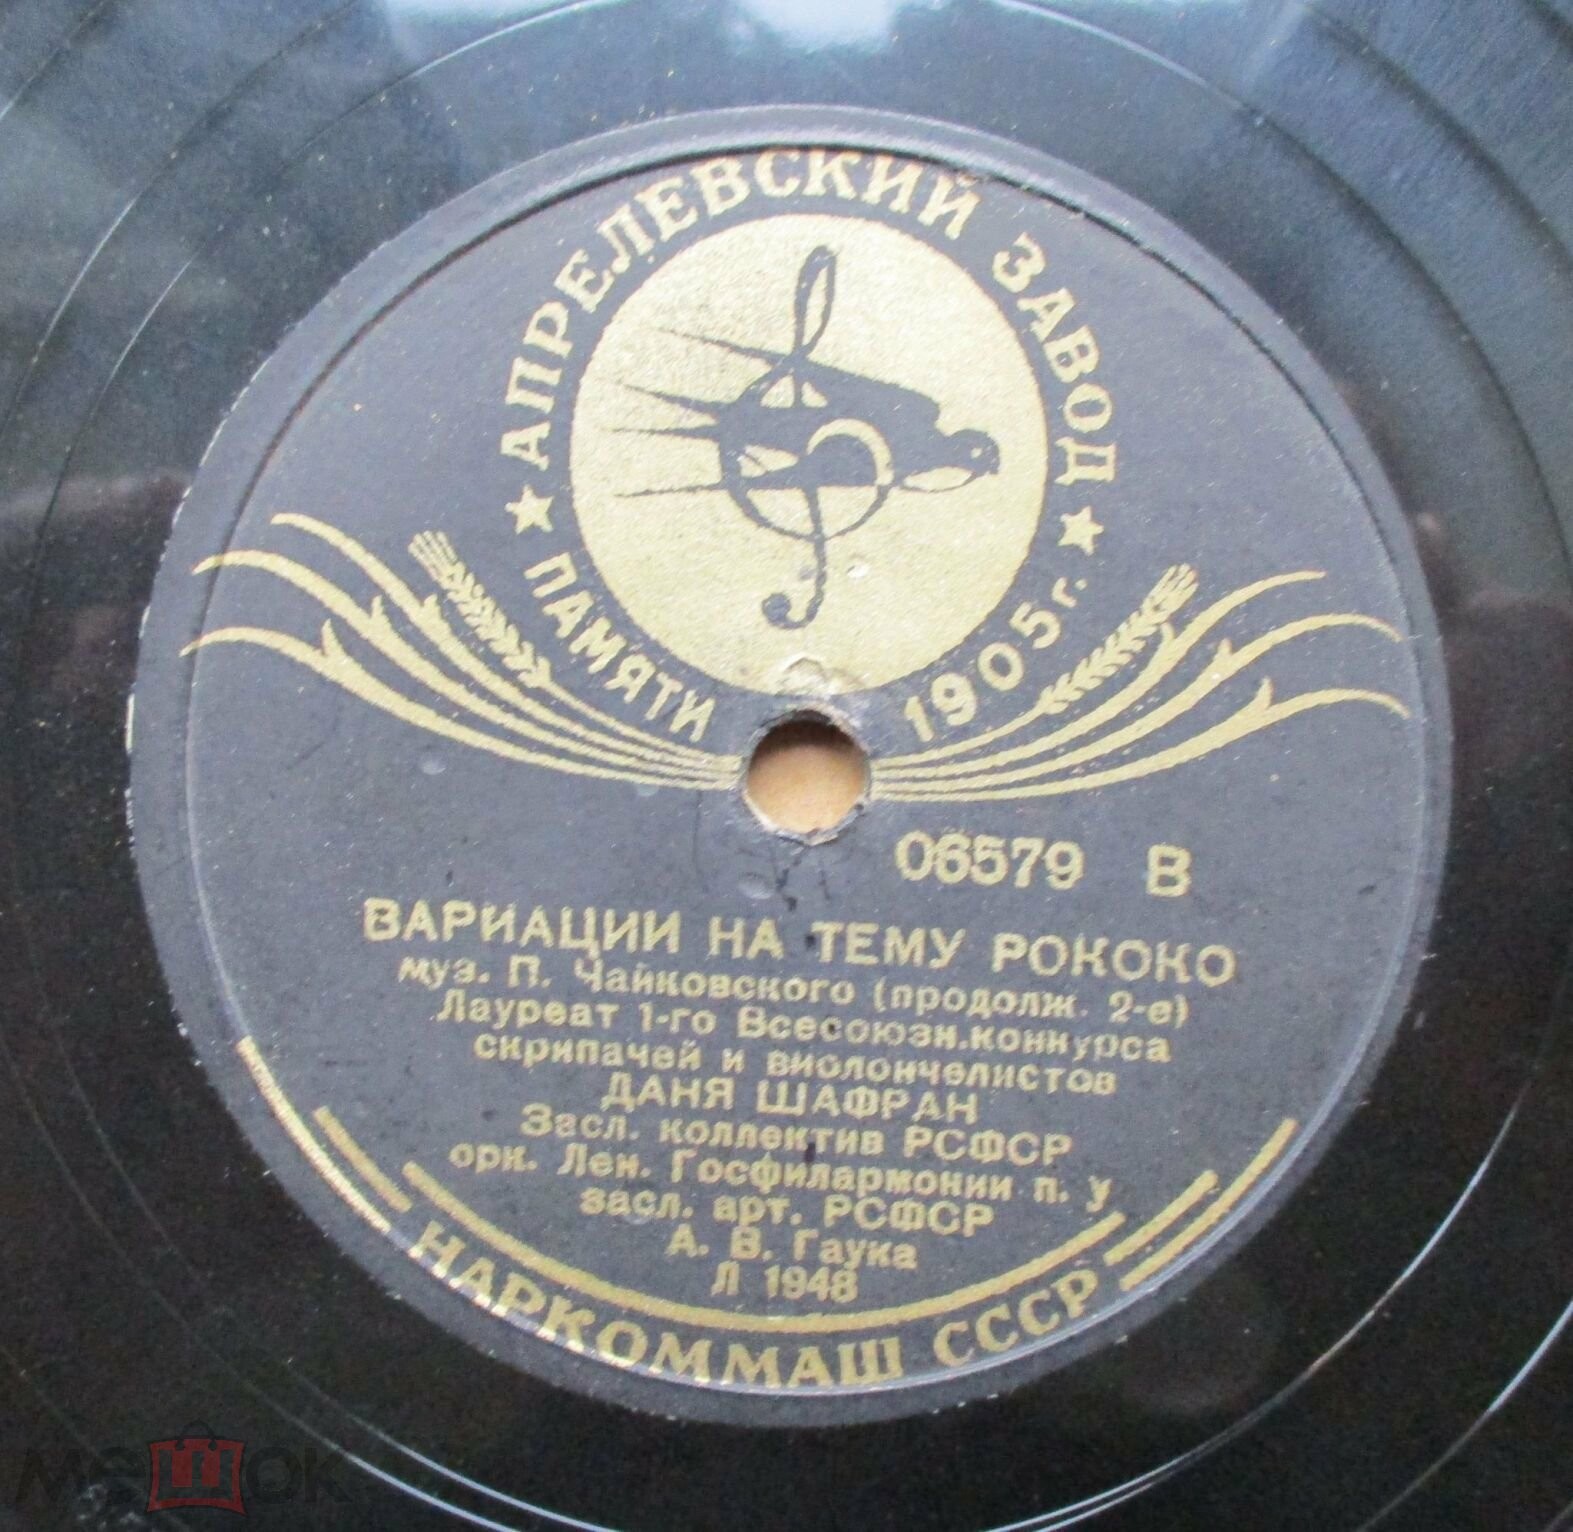 АПРЕЛЕВСКИЙ ЗАВОД
ПАМЯТИ 1905 г.
06579 В
ВАРИАЦИИ НА ТЕМУ РОКОКО
муз. П. Чайковского (продолж. 2-е)
Лауреат 1-го Всесоюзн. конкурса
скрипачей и виолончелистов
ДАНЯ ШАФРАН
Засл. коллектив РСФСР
орк. Лен. Госфилармонии п. у
засл. арт. РСФСР
А. В. Гаука
Л 1948
НАРКОММАШ СССР
мешок